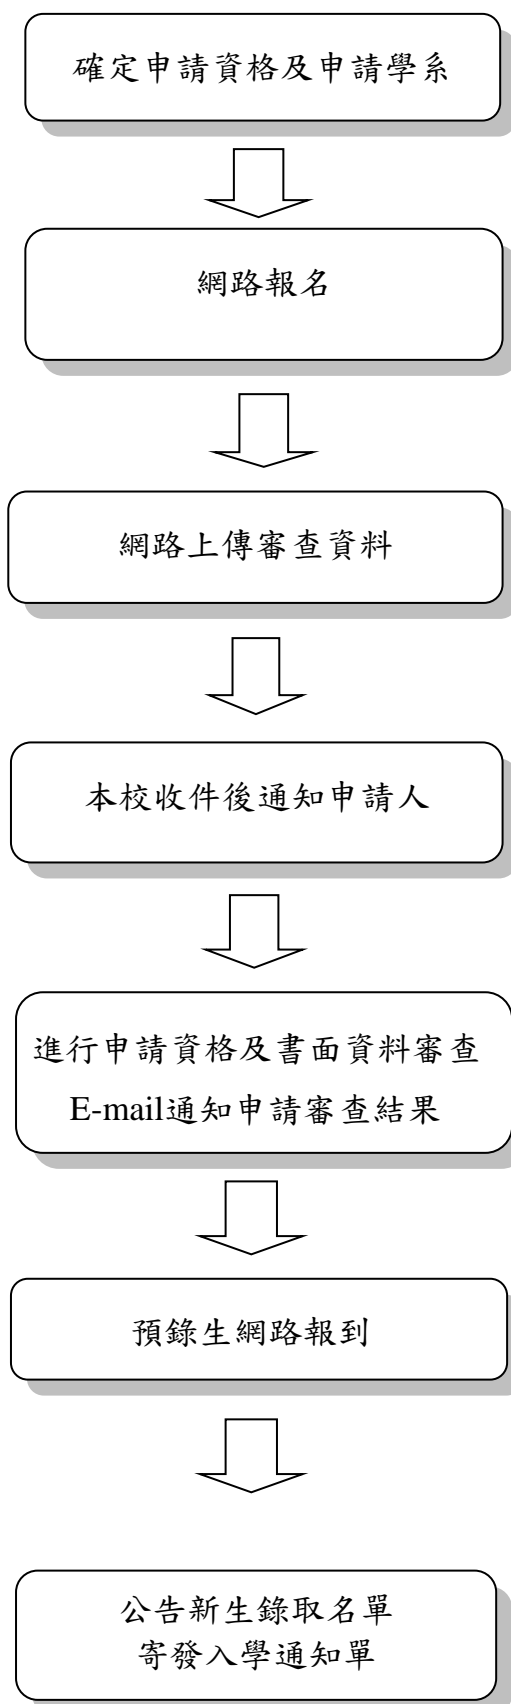 確定申請資格及申請學系
網路報名
網路上傳審查資料
本校收件後通知申請人
進行申請資格及書面資料審查
E-mail通知申請審查結果
預錄生網路報到
公告新生錄取名單
寄發入學通知單